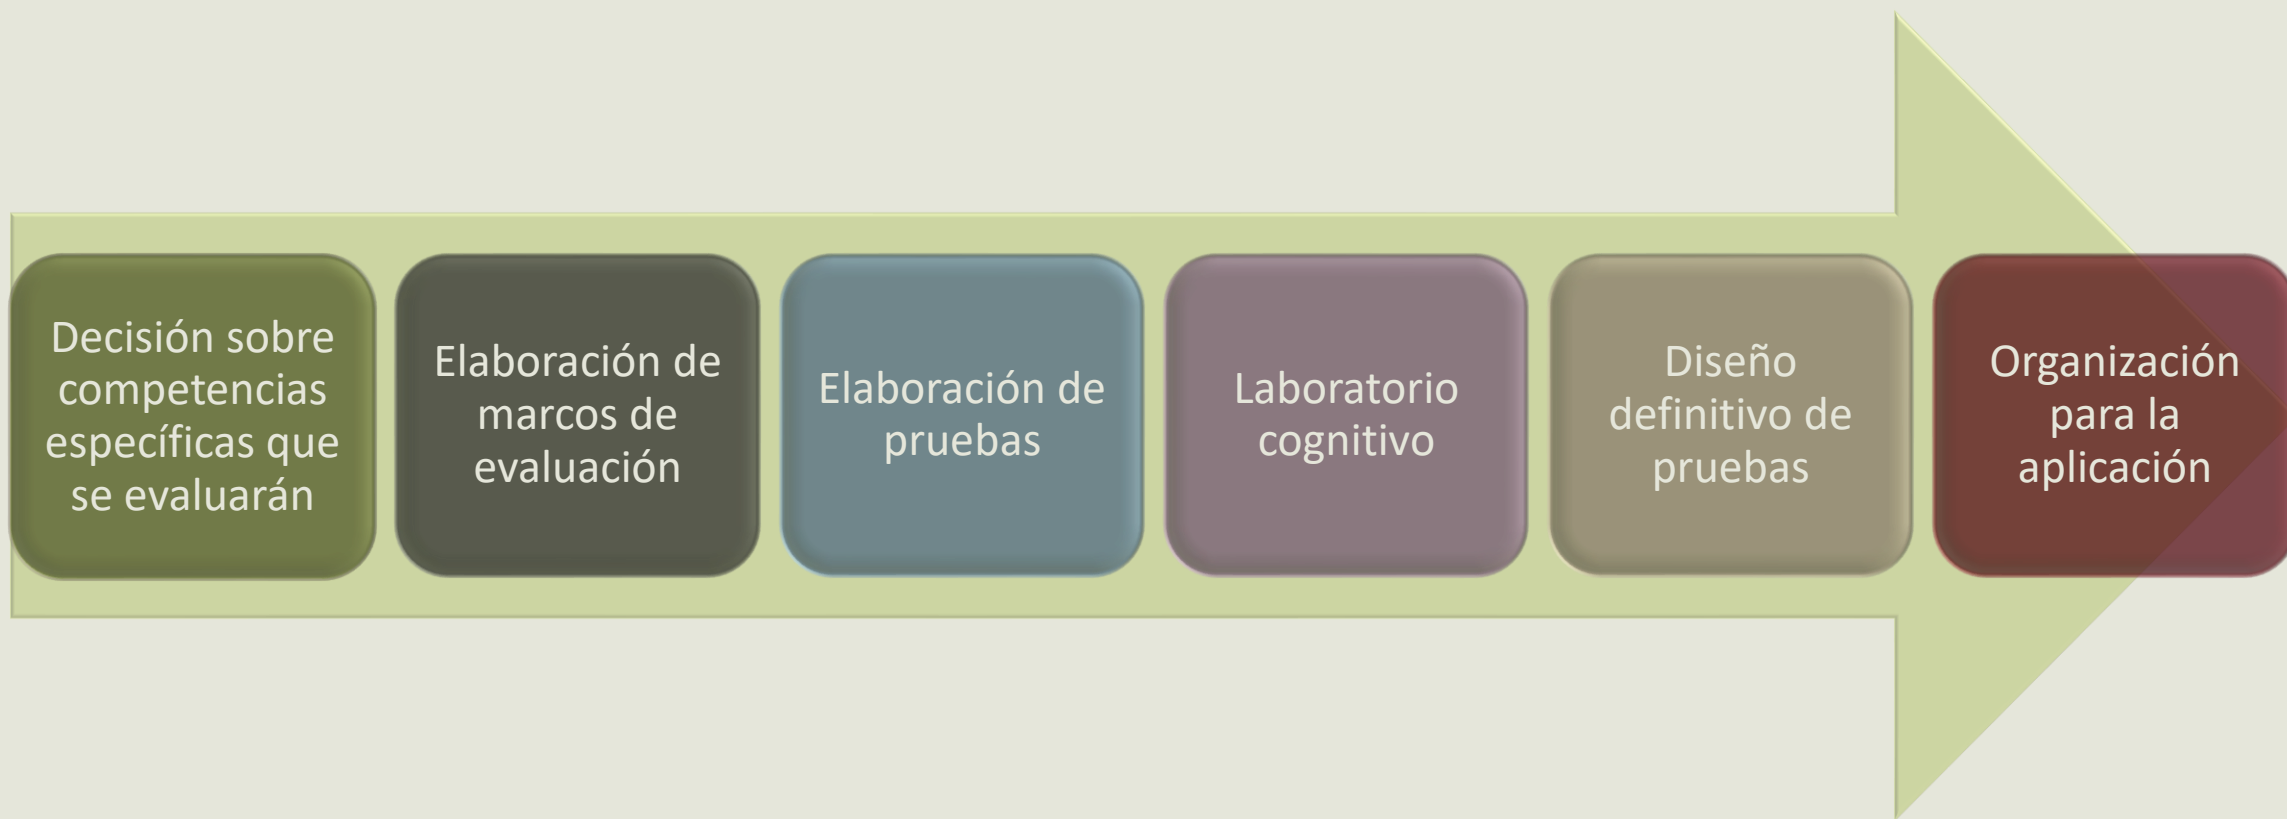 Decisión sobre
competencias
específicas que
se evaluarán
Elaboración de
marcos de
evaluación
Elaboración de
pruebas
Laboratorio
cognitivo
Diseño
definitivo de
pruebas
Organización
para la
aplicación